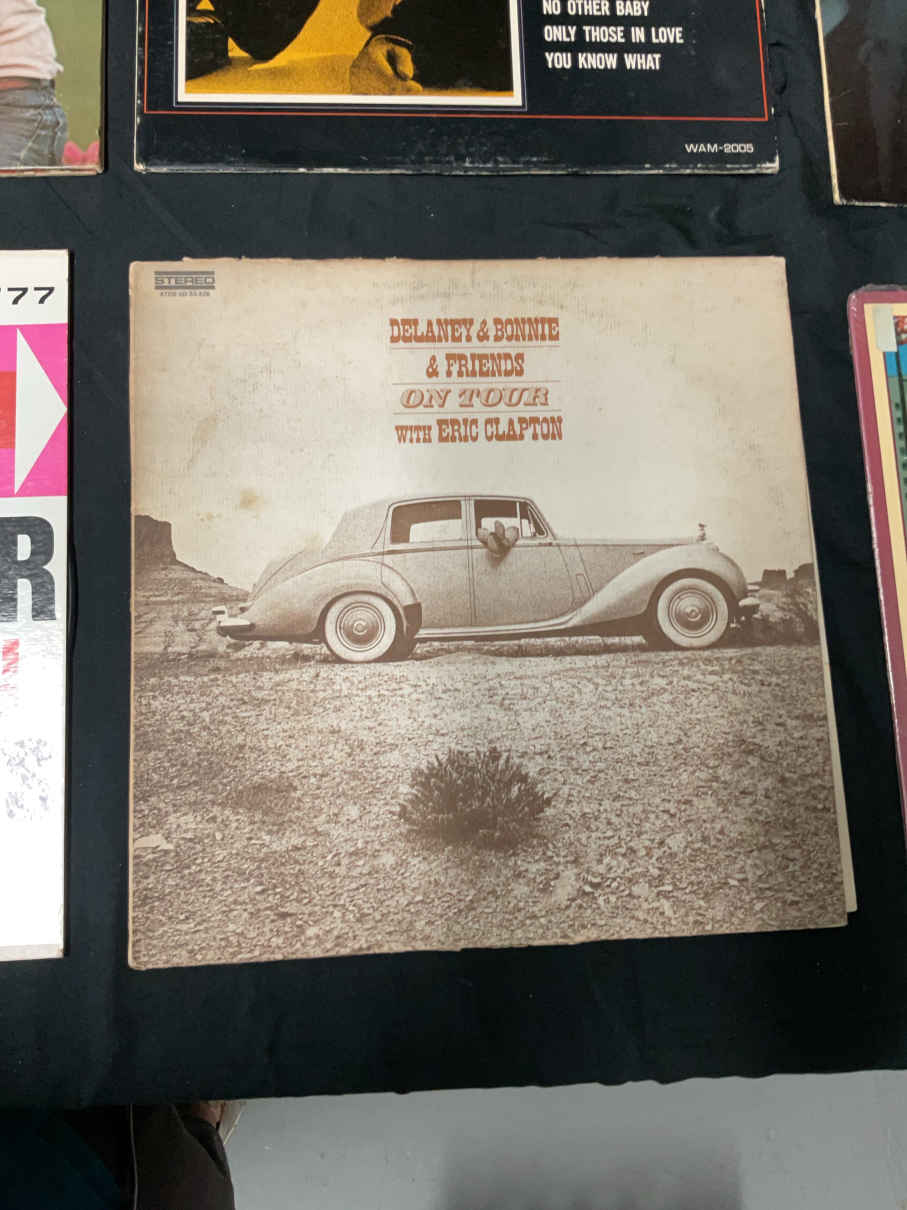 NO OTHER BABY
ONLY THOSE IN LOVE
YOU KNOW WHAT
WAM-2005
777
STEREO
DELANEY & BONNIE
& FRIENDS
ON TOUR
WITH ERIC CLAPTON
R